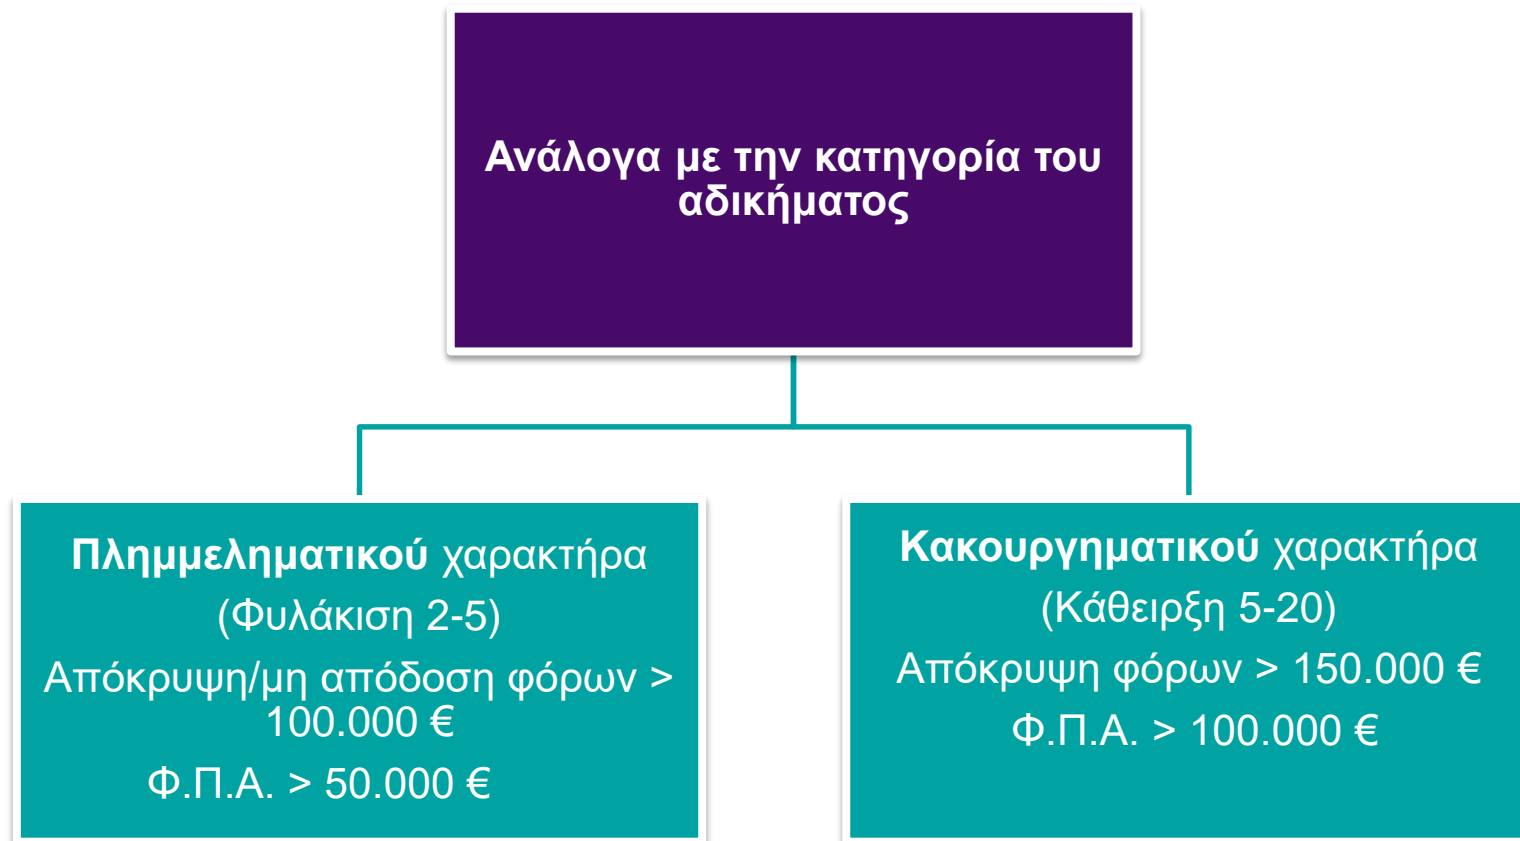 Ανάλογα με την κατηγορία του
αδικήματος
Πλημμεληματικού χαρακτήρα
(Φυλάκιση 2-5)
Απόκρυψη/μη απόδοση φόρων >
100.000 €
Φ.Π.Α. > 50.000 €
Κακουργηματικού χαρακτήρα
(Κάθειρξη 5-20)
Απόκρυψη φόρων > 150.000 €
Φ.Π.Α. > 100.000 €